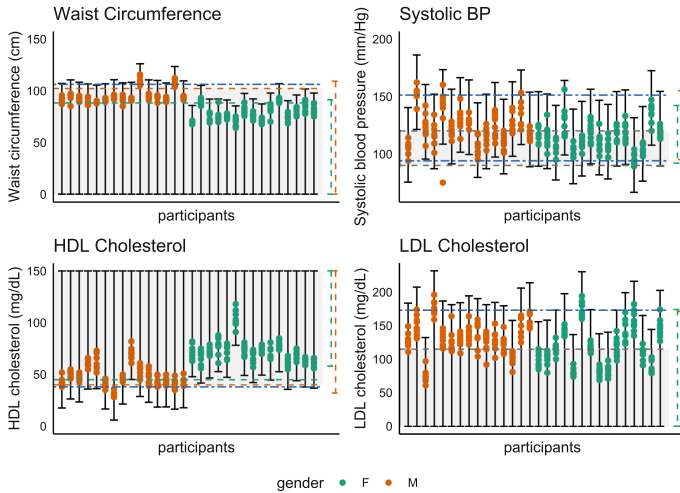 Waist Circumference
Waist circumference (cm)
150
100
50
0
participants
Systolic BP
Systolic blood pressure (mm/Hg)
200
150
100
participants
HDL Cholesterol
HDL cholesterol (mg/dL)
150
100
50
0
participants
LDL Cholesterol
LDL cholesterol (mg/dL)
200
150
100
50
0
participants
gender F M